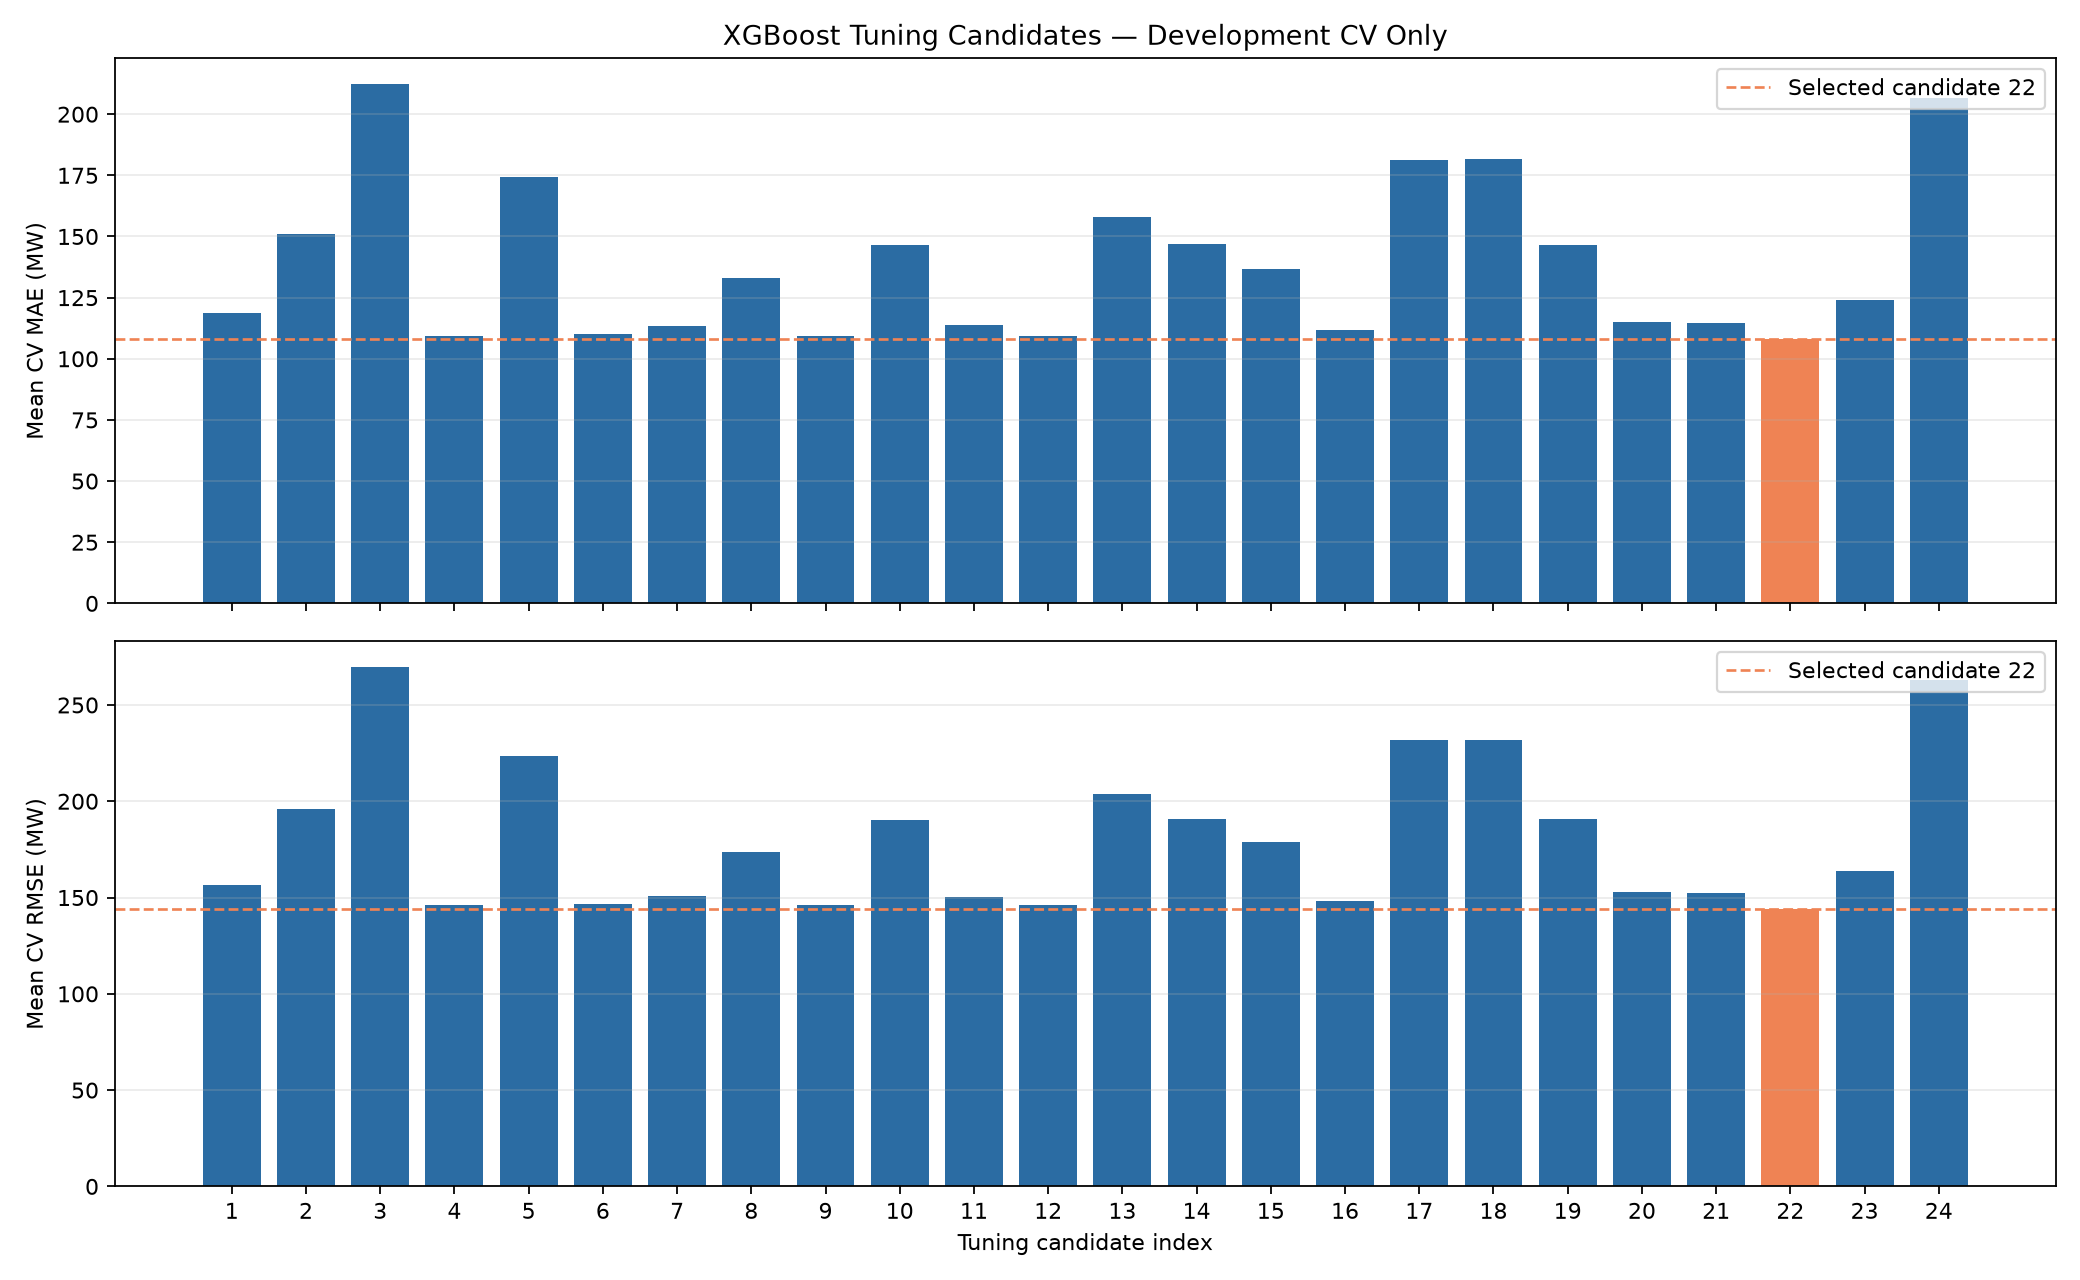 XGBoost Tuning Candidates — Development CV Only
Selected candidate 22
Mean CV MAE (MW)
200
175
150
125
100
75
50
25
0
Selected candidate 22
Mean CV RMSE (MW)
250
200
150
100
50
0
1 2 3 4 5 6 7 8 9 10 11 12 13 14 15 16 17 18 19 20 21 22 23 24
Tuning candidate index